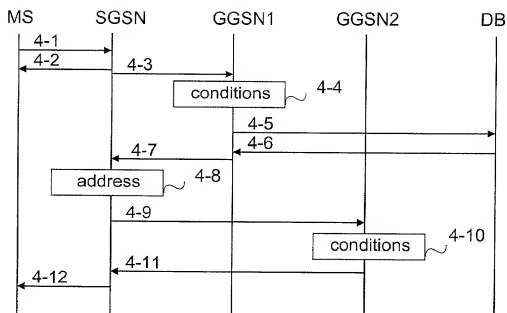 MS SGSN GGSN1 GGSN2 DB
4-1
4-2 4-3
conditions 4-4
4-5
4-6
4-7
address 4-8
4-9
conditions 4-10
4-11
4-12